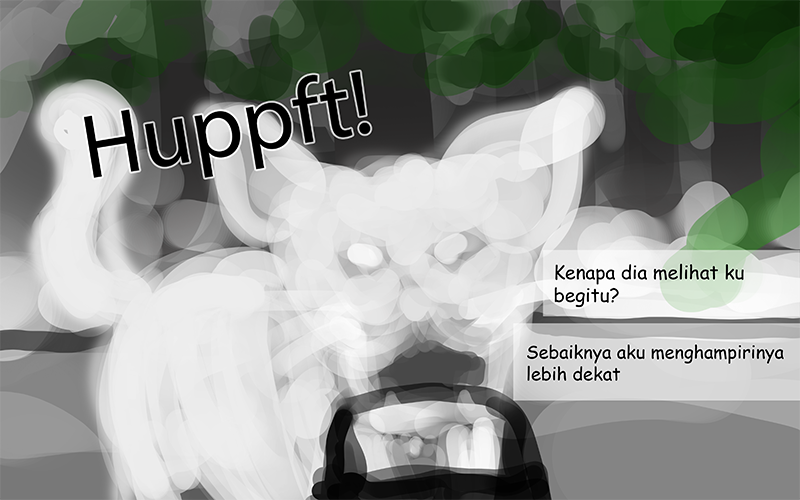 Huppft!
Kenapa dia melihat ku
begitu?
Sebaiknya aku menghampirinya
lebih dekat